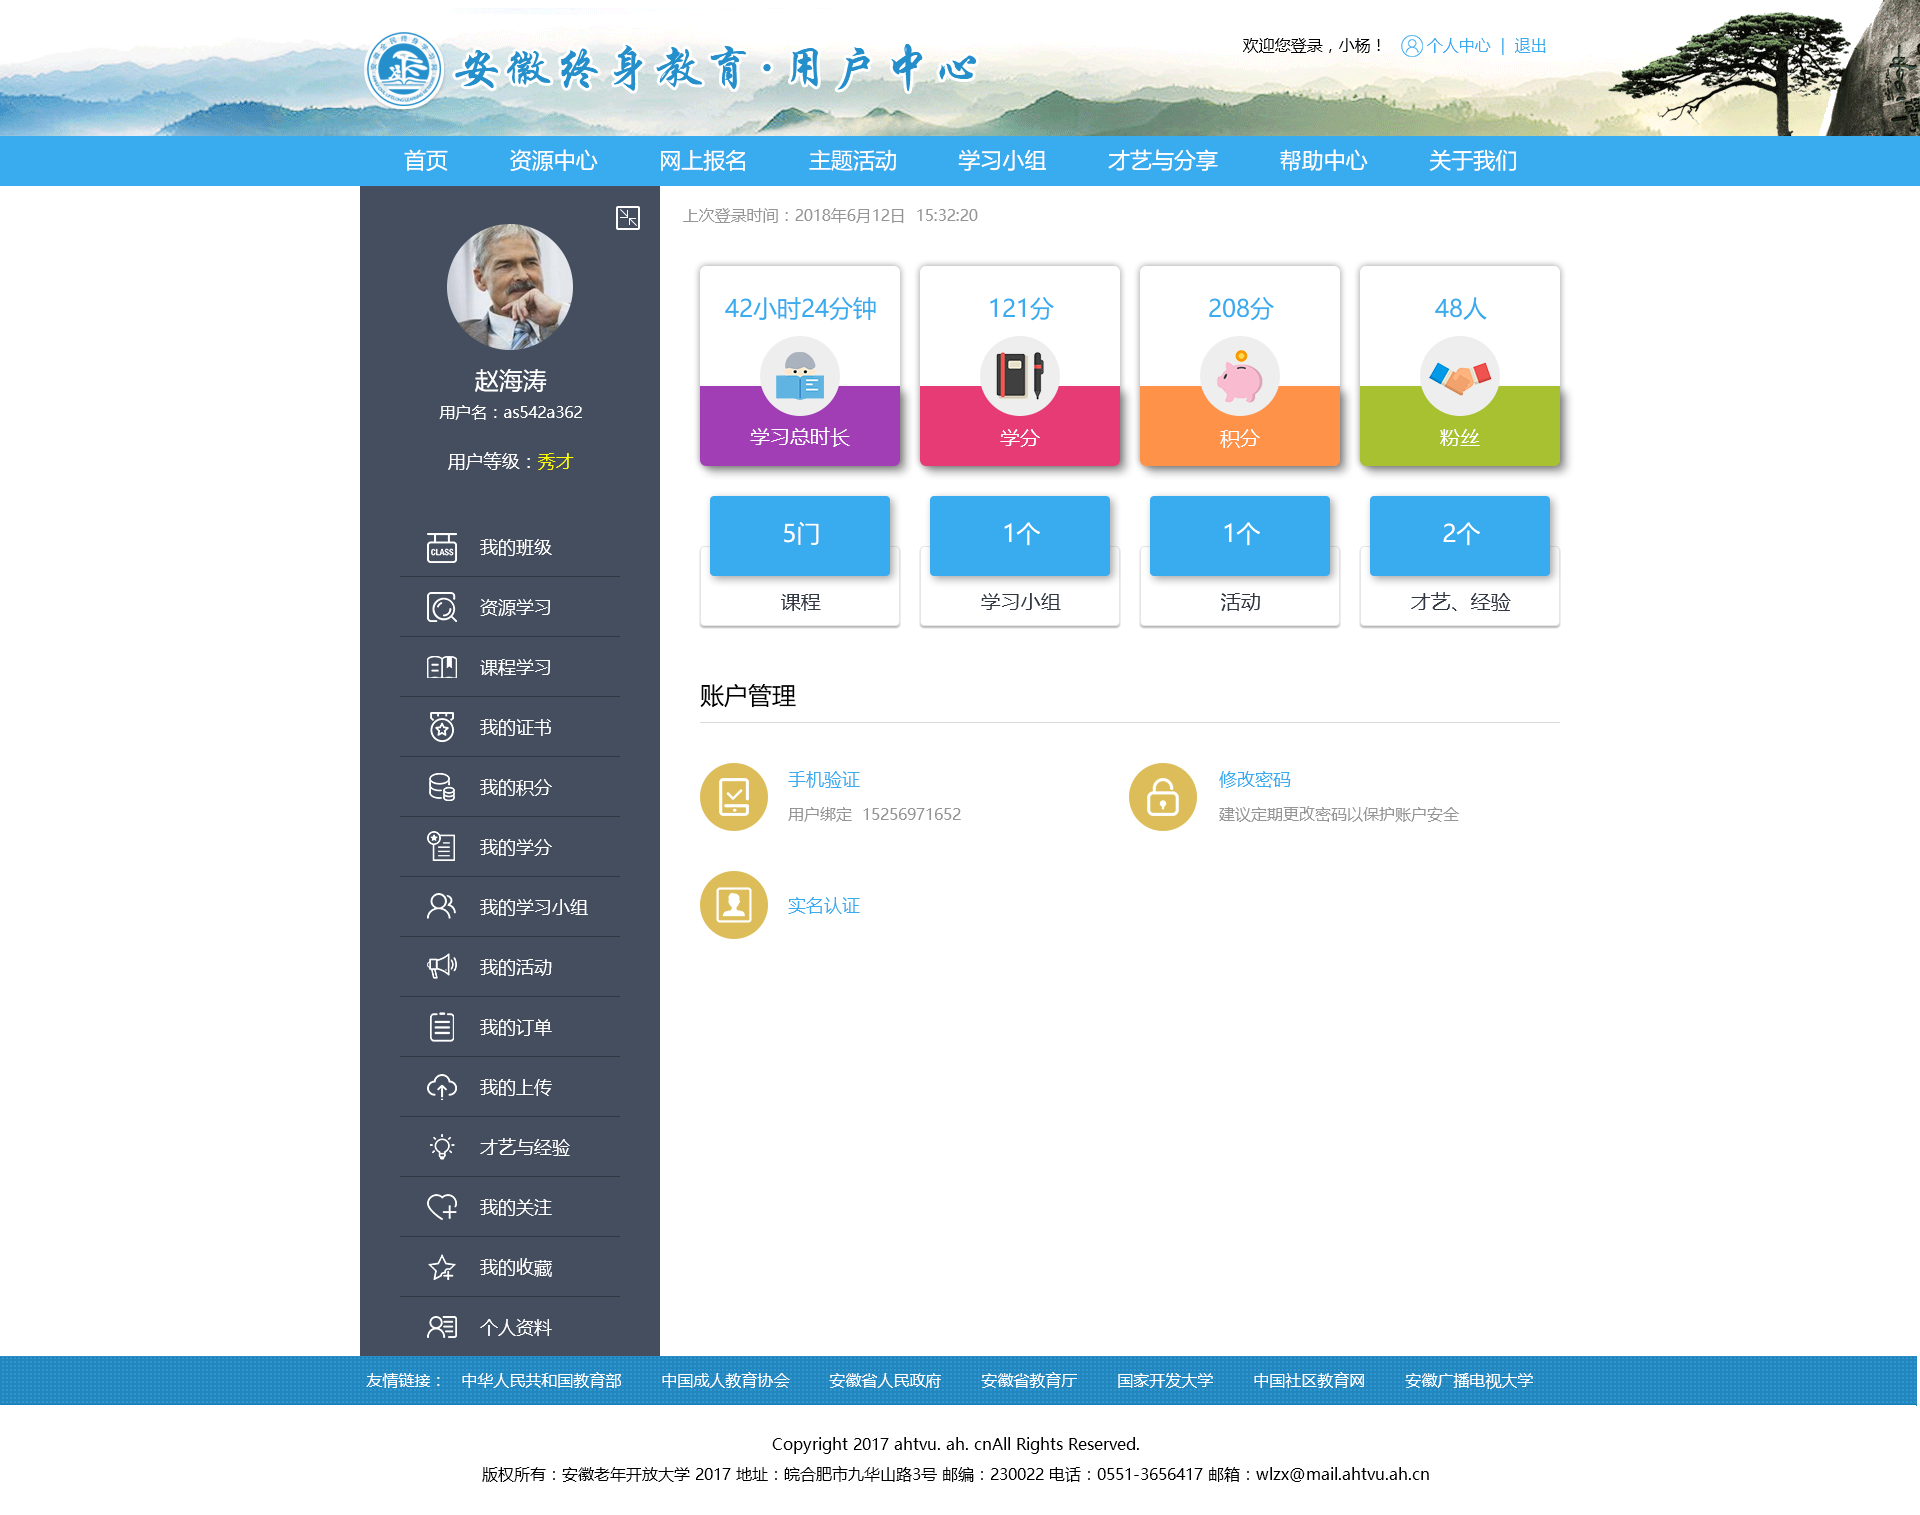 安徽终身教育·用户中心
欢迎您登录，小杨！ 个人中心 | 退出
首页 资源中心 网上报名 主题活动 学习小组 才艺与分享 帮助中心 关于我们
上次登录时间：2018年6月12日 15:32:20
赵海涛
用户名：as542a362
用户等级：秀才
CLASS 我的班级
资源学习
课程学习
我的证书
我的积分
我的学分
我的学习小组
我的活动
我的订单
我的上传
才艺与经验
我的关注
我的收藏
个人资料
42小时24分钟 121分 208分 48人
学习总时长 学分 积分 粉丝
5门 1个 1个 2个
课程 学习小组 活动 才艺、经验
账户管理
手机验证
用户绑定 15256971652
修改密码
建议定期更改密码以保护账户安全
实名认证
友情链接： 中华人民共和国教育部 中国成人教育协会 安徽省人民政府 安徽省教育厅 国家开发大学 中国社区教育网 安徽广播电视大学
Copyright 2017 ahtvu. ah. cnAll Rights Reserved.
版权所有：安徽老年开放大学 2017 地址：皖合肥市九华山路3号 邮编：230022 电话：0551-3656417 邮箱：wlzx@mail.ahtvu.ah.cn